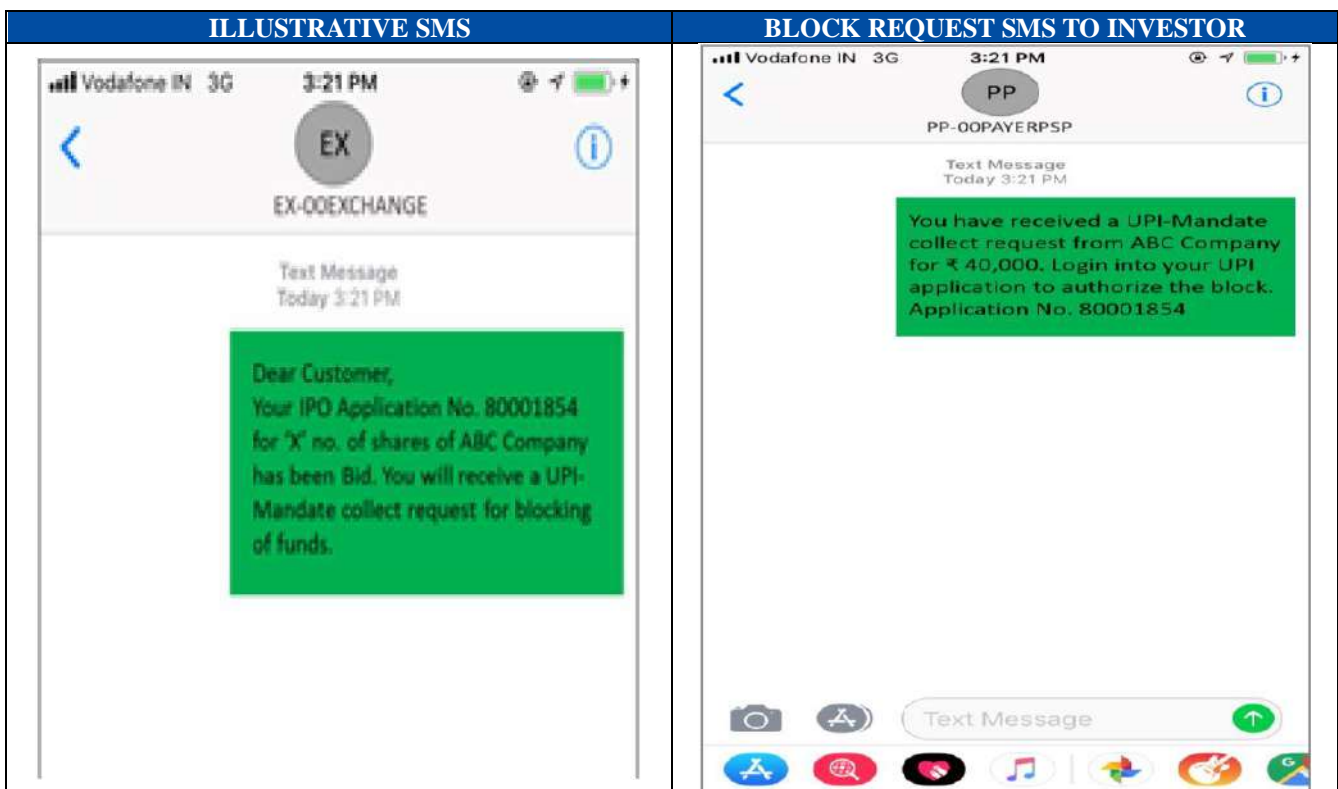 ILLUSTRATIVE SMS
Vodafone IN 3G 3:21 PM
EX
EX-00EXCHANGE
Text Message
Today 3:21 PM
Dear Customer,
Your IPO Application No. 80001854
for 'X' no. of shares of ABC Company
has been Bid. You will receive a UPI-
Mandate collect request for blocking
of funds.
BLOCK REQUEST SMS TO INVESTOR
Vodafone IN 3G 3:21 PM
PP
PP-00PAYERPSP
Text Message
Today 3:21 PM
You have received a UPI-Mandate
collect request from ABC Company
for ₹ 40,000. Login into your UPI
application to authorize the block.
Application No. 80001854
Text Message
G